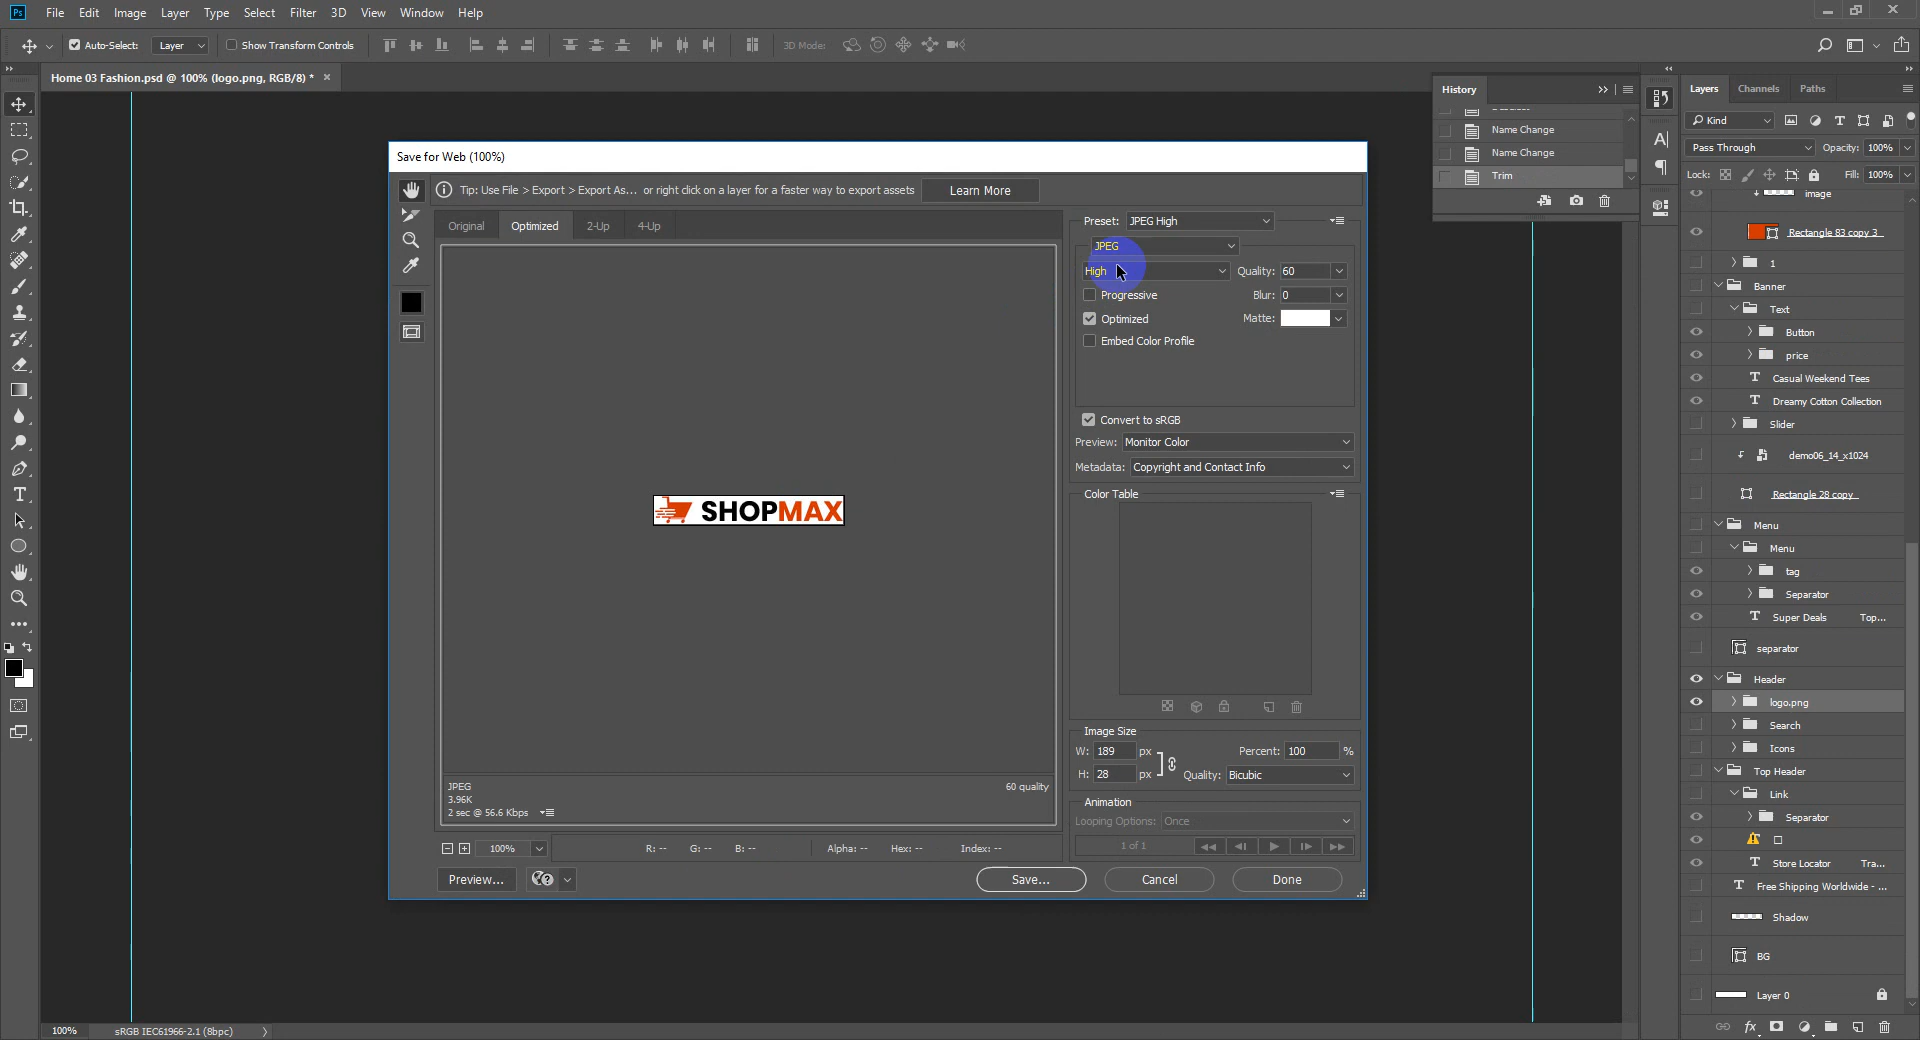 Ps File Edit Image Layer Type Select Filter 3D View Window Help
Auto-Select: Layer Show Transform Controls 3D Mode:
Home 03 Fashion.psd @ 100% (logo.png, RGB/8) * ×
Save for Web (100%)
Tip: Use File > Export > Export As... or right click on a layer for a faster way to export assets Learn More
Original Optimized 2-Up 4-Up
SHOPMAX
JPEG 60 quality
3.96K
2 sec @ 56.6 Kbps
100% R: -- G: -- B: -- Alpha: -- Hex: -- Index: --
Preview... Save... Cancel Done
Preset: JPEG High
JPEG
High Quality: 60
Progressive Blur: 0
Optimized Matte:
Embed Color Profile
Convert to sRGB
Preview: Monitor Color
Metadata: Copyright and Contact Info
Color Table
Image Size
W: 189 px Percent: 100 %
H: 28 px Quality: Bicubic
Animation
Looping Options: Once
1 of 1
History
Name Change
Name Change
Trim
Layers Channels Paths
Kind
Pass Through Opacity: 100%
Lock: Fill: 100%
image
Rectangle 83 copy 3
1
Banner
Text
Button
price
Casual Weekend Tees
Dreamy Cotton Collection
Slider
demo06_14_x1024
Rectangle 28 copy
Menu
Menu
tag
Separator
Super Deals Top...
separator
Header
logo.png
Search
Icons
Top Header
Link
Separator
Store Locator Tra...
Free Shipping Worldwide - ...
Shadow
BG
Layer 0
100% sRGB IEC61966-2.1 (8bpc)
fx